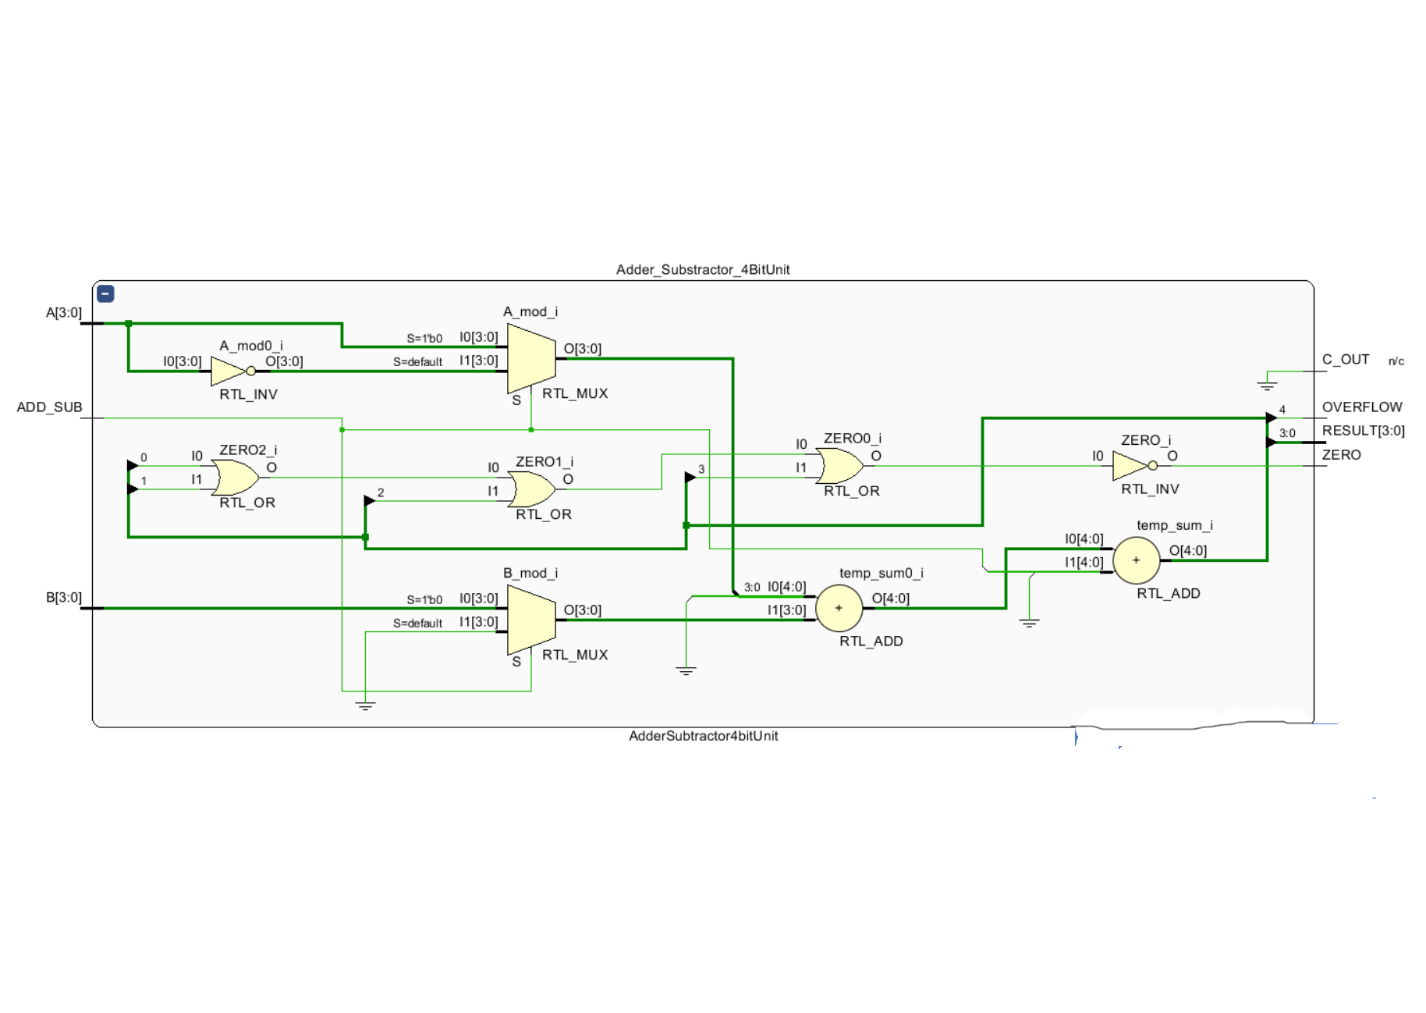 Adder_Substractor_4BitUnit
A[3:0]
A_mod_i
S=1'b0 I0[3:0]
A_mod0_i
O[3:0]
I0[3:0] O[3:0]
S=default I1[3:0]
C_OUT n/c
RTL_INV
S RTL_MUX
ADD_SUB
4 OVERFLOW
3:0 RESULT[3:0]
ZERO2_i
ZERO0_i
ZERO_i
I0
0 I0
O
ZERO1_i
I0
I1
O
I0 O
ZERO
1 I1
3
RTL_OR
2 I1
O
RTL_OR
RTL_INV
RTL_OR
temp_sum_i
I0[4:0]
O[4:0]
I1[4:0]
B_mod_i
temp_sum0_i
RTL_ADD
B[3:0]
S=1'b0 I0[3:0]
3:0 I0[4:0]
O[4:0]
O[3:0]
I1[3:0]
S=default I1[3:0]
RTL_ADD
S RTL_MUX
AdderSubtractor4bitUnit